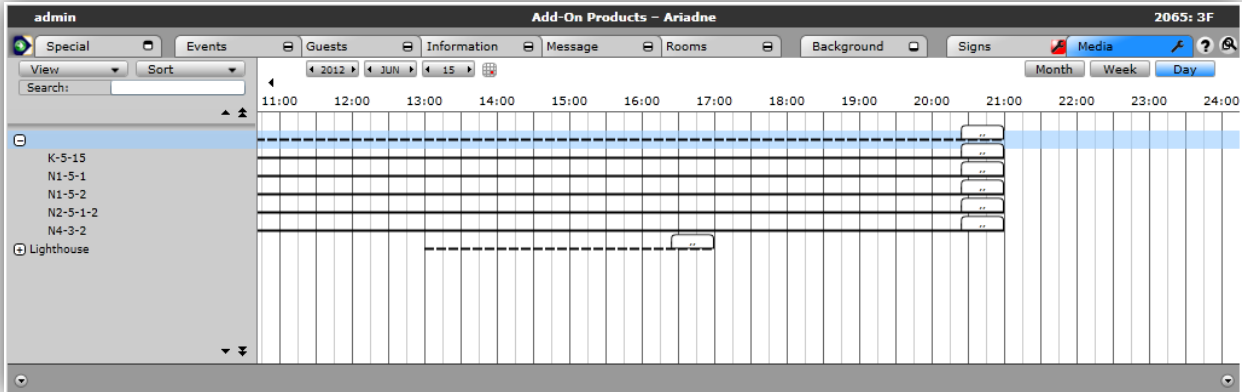 admin Add-On Products – Ariadne 2065: 3F
Special Events Guests Information Message Rooms Background Signs Media ?
View Sort 2012 JUN 15 Month Week Day
Search:
11:00 12:00 13:00 14:00 15:00 16:00 17:00 18:00 19:00 20:00 21:00 22:00 23:00 24:00
,,
K-5-15 ,,
N1-5-1 ,,
N1-5-2 ,,
N2-5-1-2 ,,
N4-3-2 ,,
Lighthouse ,,